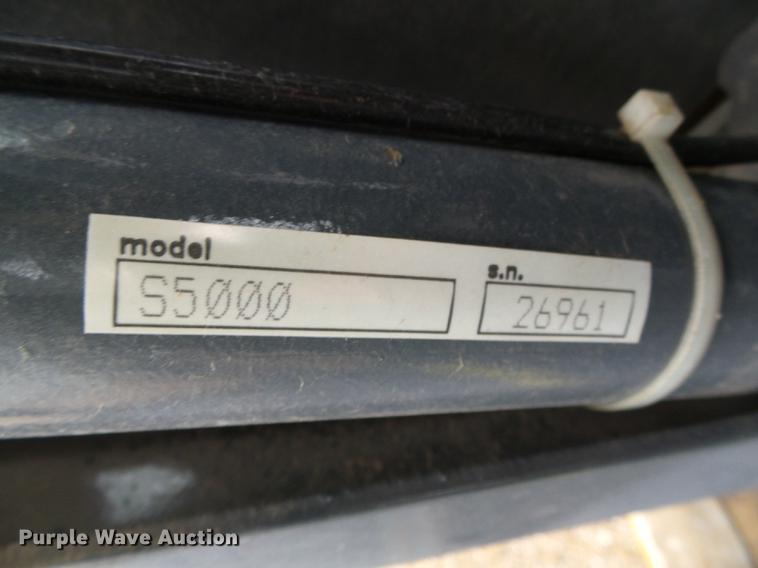 model
S5000
s.n.
26961
Purple Wave Auction